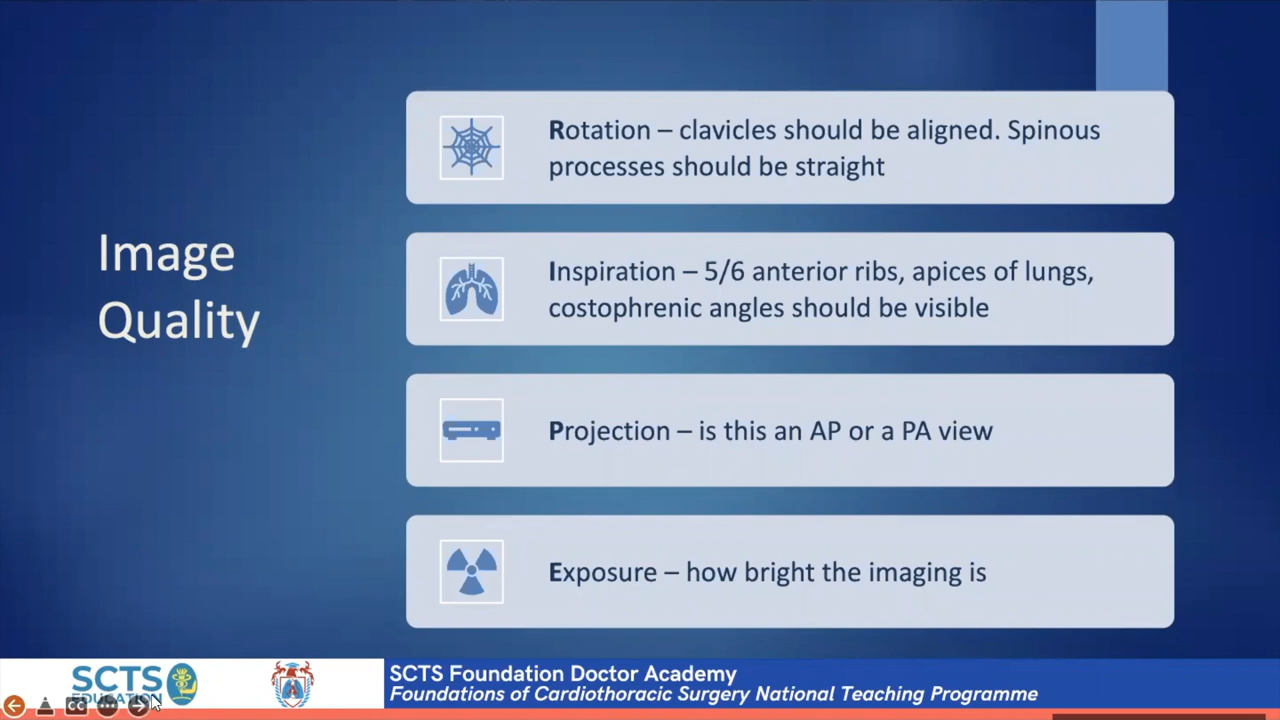 Image
Quality
Rotation – clavicles should be aligned. Spinous
processes should be straight
Inspiration – 5/6 anterior ribs, apices of lungs,
costophrenic angles should be visible
Projection – is this an AP or a PA view
Exposure – how bright the imaging is
SCTS
EDUCATION
CC
SCTS Foundation Doctor Academy
Foundations of Cardiothoracic Surgery National Teaching Programme